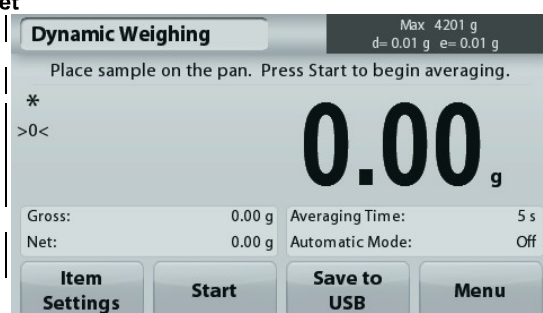 et
Dynamic Weighing
Max 4201 g
d= 0.01 g e= 0.01 g
Place sample on the pan. Press Start to begin averaging.
*
>0<
0.00 g
Gross: 0.00 g
Net: 0.00 g
Averaging Time: 5 s
Automatic Mode: Off
Item Settings
Start
Save to USB
Menu